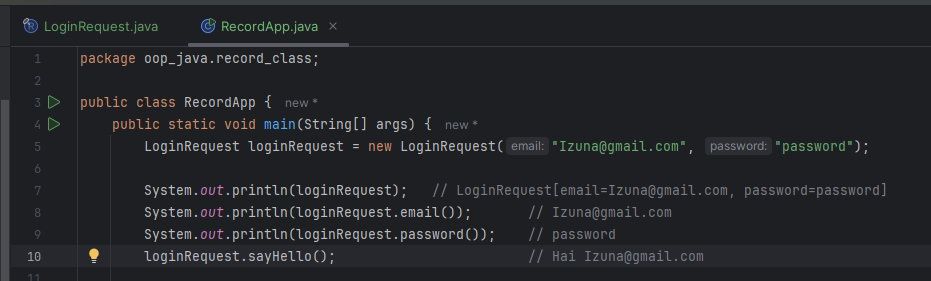 LoginRequest.java RecordApp.java
1 package oop_java.record_class;
2
3 public class RecordApp { new *
4 public static void main(String[] args) { new *
5 LoginRequest loginRequest = new LoginRequest( email: "Izuna@gmail.com", password: "password");
6
7 System.out.println(loginRequest); // LoginRequest[email=Izuna@gmail.com, password=password]
8 System.out.println(loginRequest.email()); // Izuna@gmail.com
9 System.out.println(loginRequest.password()); // password
10 loginRequest.sayHello(); // Hai Izuna@gmail.com
11